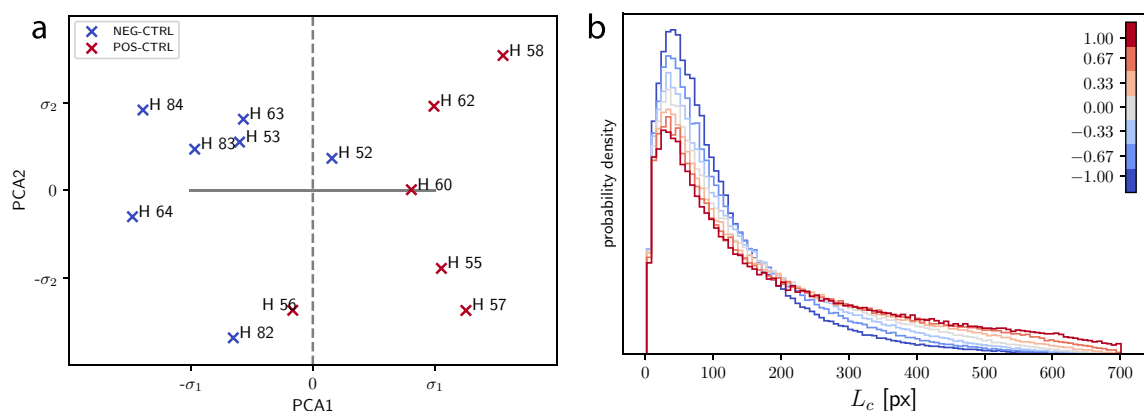 a
NEG-CTRL
POS-CTRL
H 58
H 62
H 84
H 63
H 53
H 83
H 52
H 60
H 64
H 55
H 56
H 57
H 82
σ₂
0
-σ₂
PCA2
-σ₁
0
σ₁
PCA1
b
1.00
0.67
0.33
0.00
−0.33
−0.67
−1.00
probability density
0 100 200 300 400 500 600 700
L_c [px]